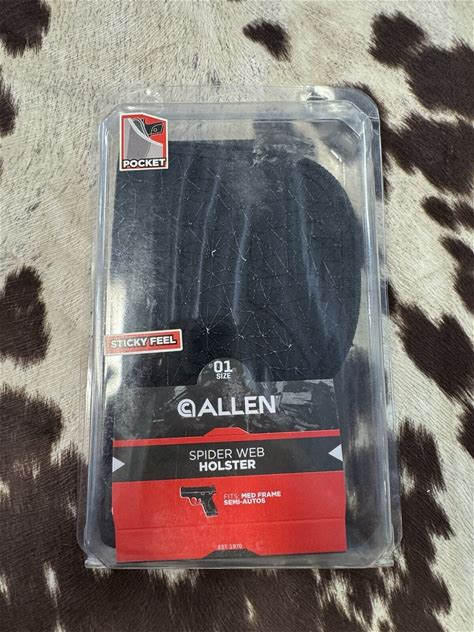 POCKET
STICKY FEEL
01
SIZE
ALLEN
SPIDER WEB
HOLSTER
FITS: MED FRAME
SEMI-AUTOS
EST. 1970